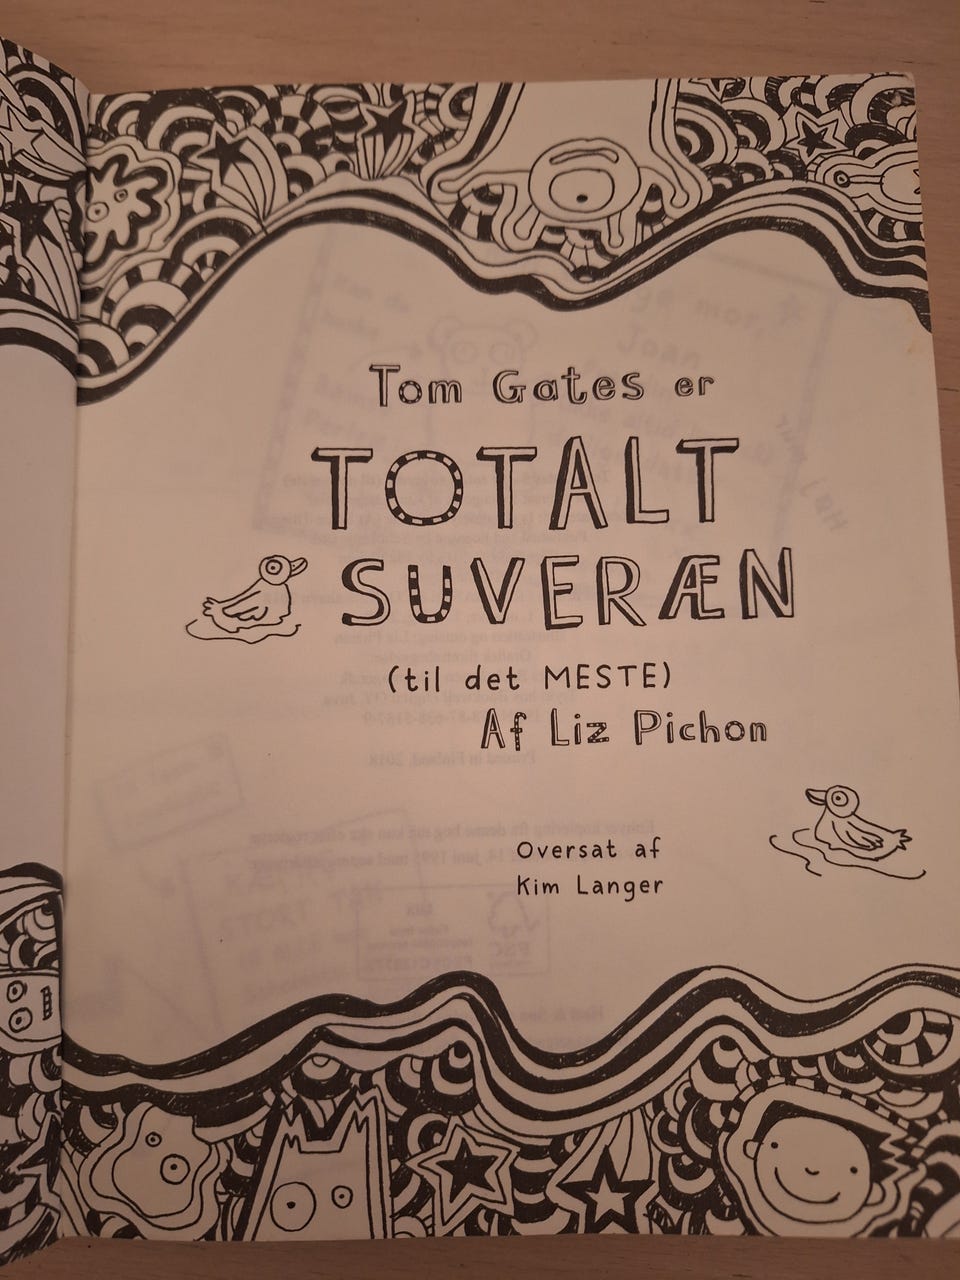 Tom Gates er
TOTALT
SUVERÆN
(til det MESTE)
Af Liz Pichon
Oversat af
Kim Langer